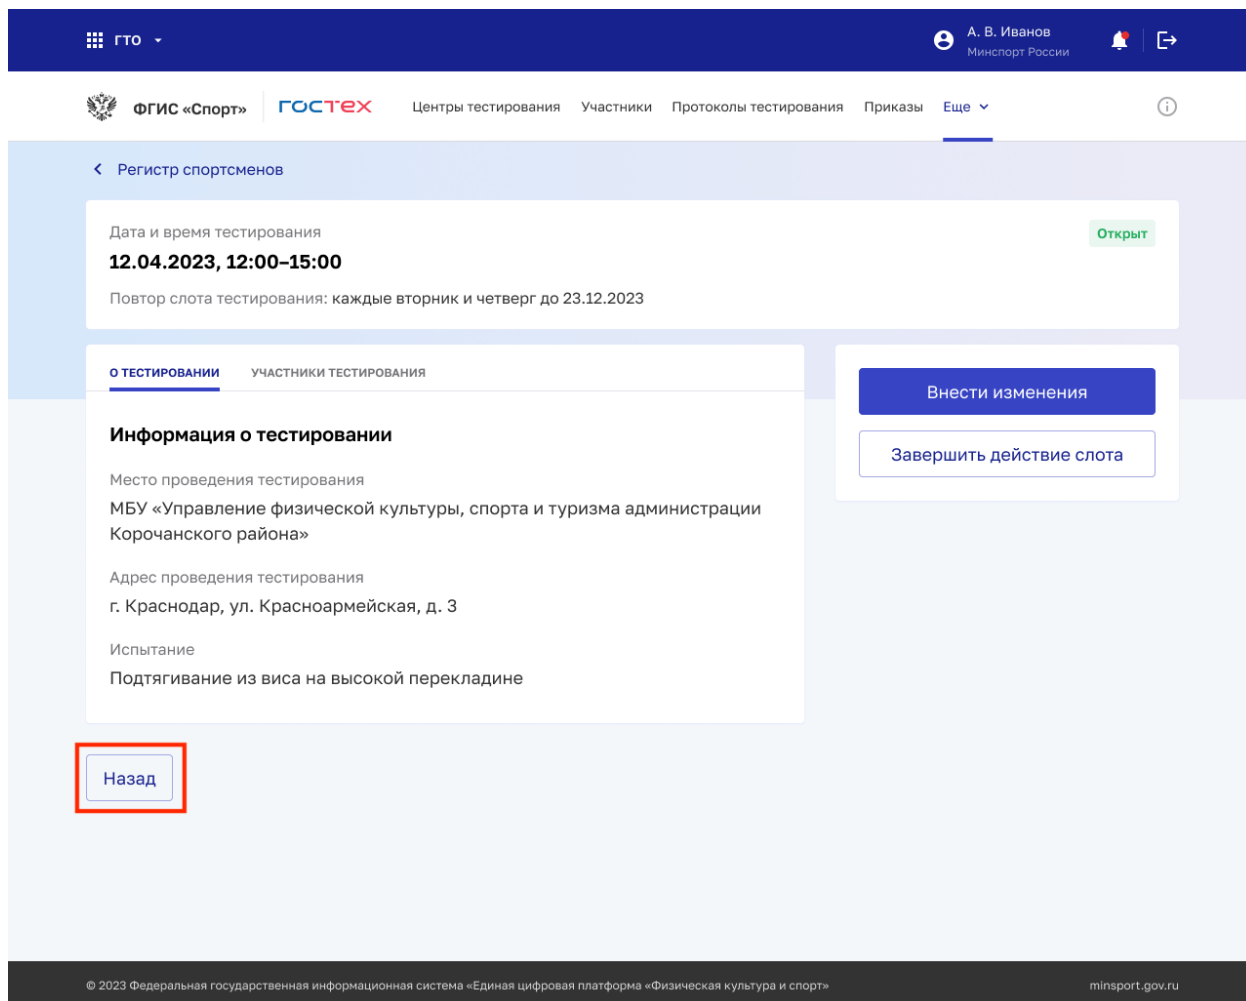 ГТО
А. В. Иванов
Минспорт России
ФГИС «Спорт»
ГОСТЕХ
Центры тестирования
Участники
Протоколы тестирования
Приказы
Еще
Регистр спортсменов
Дата и время тестирования
Открыт
12.04.2023, 12:00–15:00
Повтор слота тестирования: каждые вторник и четверг до 23.12.2023
О ТЕСТИРОВАНИИ
УЧАСТНИКИ ТЕСТИРОВАНИЯ
Внести изменения
Завершить действие слота
Информация о тестировании
Место проведения тестирования
МБУ «Управление физической культуры, спорта и туризма администрации
Корочанского района»
Адрес проведения тестирования
г. Краснодар, ул. Красноармейская, д. 3
Испытание
Подтягивание из виса на высокой перекладине
Назад
© 2023 Федеральная государственная информационная система «Единая цифровая платформа «Физическая культура и спорт»
minsport.gov.ru